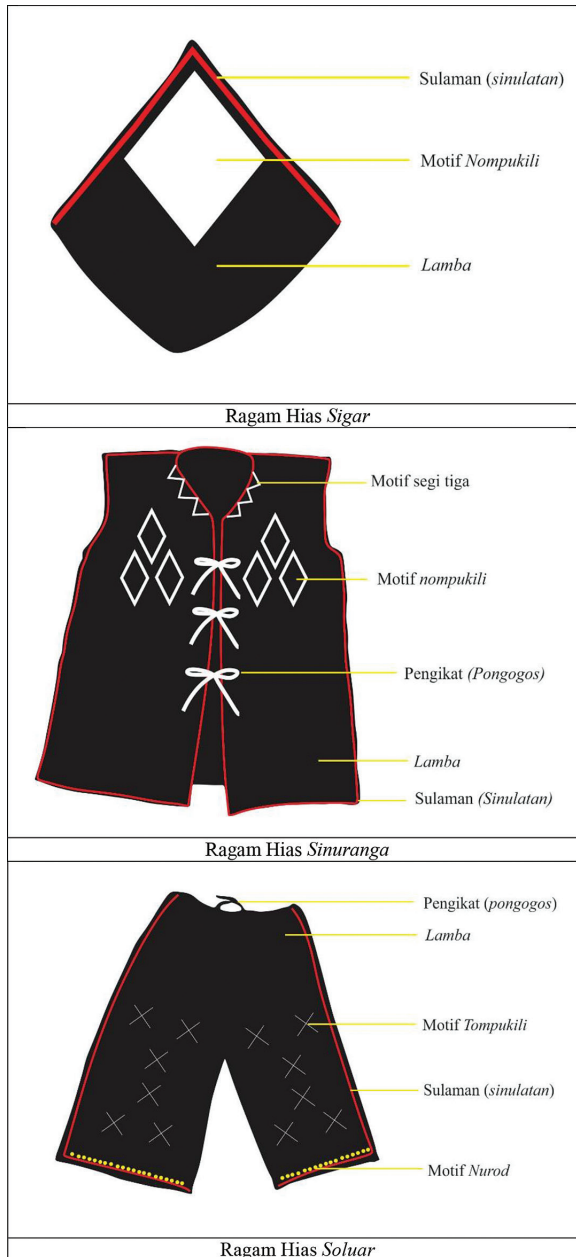 Sulaman (sinulatan)
Motif Nompukili
Lamba
Ragam Hias Sigar
Motif segi tiga
Motif nompukili
Pengikat (Pongogos)
Lamba
Sulaman (Sinulatan)
Ragam Hias Sinuranga
Pengikat (pongogos)
Lamba
Motif Tompukili
Sulaman (sinulatan)
Motif Nurod
Ragam Hias Soluar